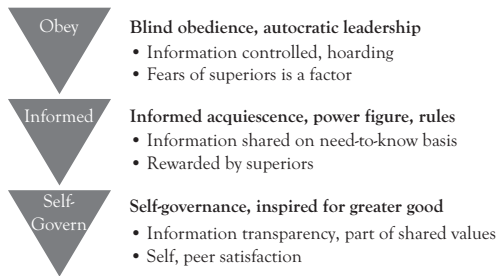 Obey
Blind obedience, autocratic leadership
• Information controlled, hoarding
• Fears of superiors is a factor
Informed
Informed acquiescence, power figure, rules
• Information shared on need-to-know basis
• Rewarded by superiors
Self-
Govern
Self-governance, inspired for greater good
• Information transparency, part of shared values
• Self, peer satisfaction